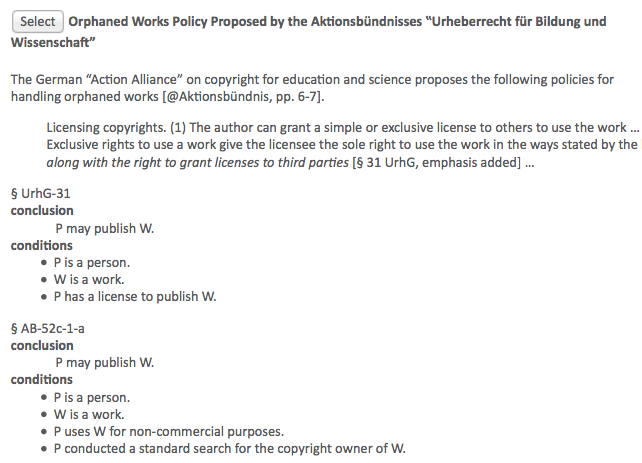 Select Orphaned Works Policy Proposed by the Aktionsbündnisses “Urheberrecht für Bildung und
Wissenschaft”
The German “Action Alliance” on copyright for education and science proposes the following policies for
handling orphaned works [@Aktionsbündnis, pp. 6-7].
Licensing copyrights. (1) The author can grant a simple or exclusive license to others to use the work ...
Exclusive rights to use a work give the licensee the sole right to use the work in the ways stated by the
along with the right to grant licenses to third parties [§ 31 UrhG, emphasis added] ...
§ UrhG-31
conclusion
P may publish W.
conditions
• P is a person.
• W is a work.
• P has a license to publish W.
§ AB-52c-1-a
conclusion
P may publish W.
conditions
• P is a person.
• W is a work.
• P uses W for non-commercial purposes.
• P conducted a standard search for the copyright owner of W.